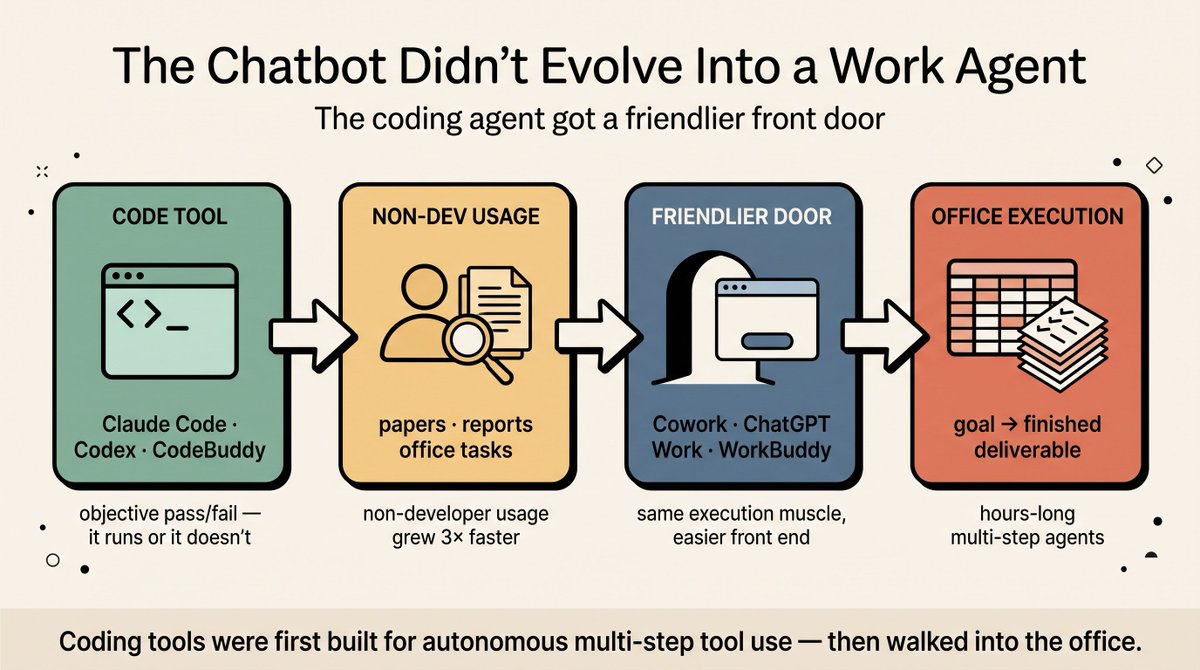 The Chatbot Didn’t Evolve Into a Work Agent
The coding agent got a friendlier front door
CODE TOOL
Claude Code ·
Codex · CodeBuddy
objective pass/fail —
it runs or it doesn’t
NON-DEV USAGE
papers · reports
office tasks
non-developer usage
grew 3× faster
FRIENDLIER DOOR
Cowork · ChatGPT
Work · WorkBuddy
same execution muscle,
easier front end
OFFICE EXECUTION
goal → finished
deliverable
hours-long
multi-step agents
Coding tools were first built for autonomous multi-step tool use — then walked into the office.